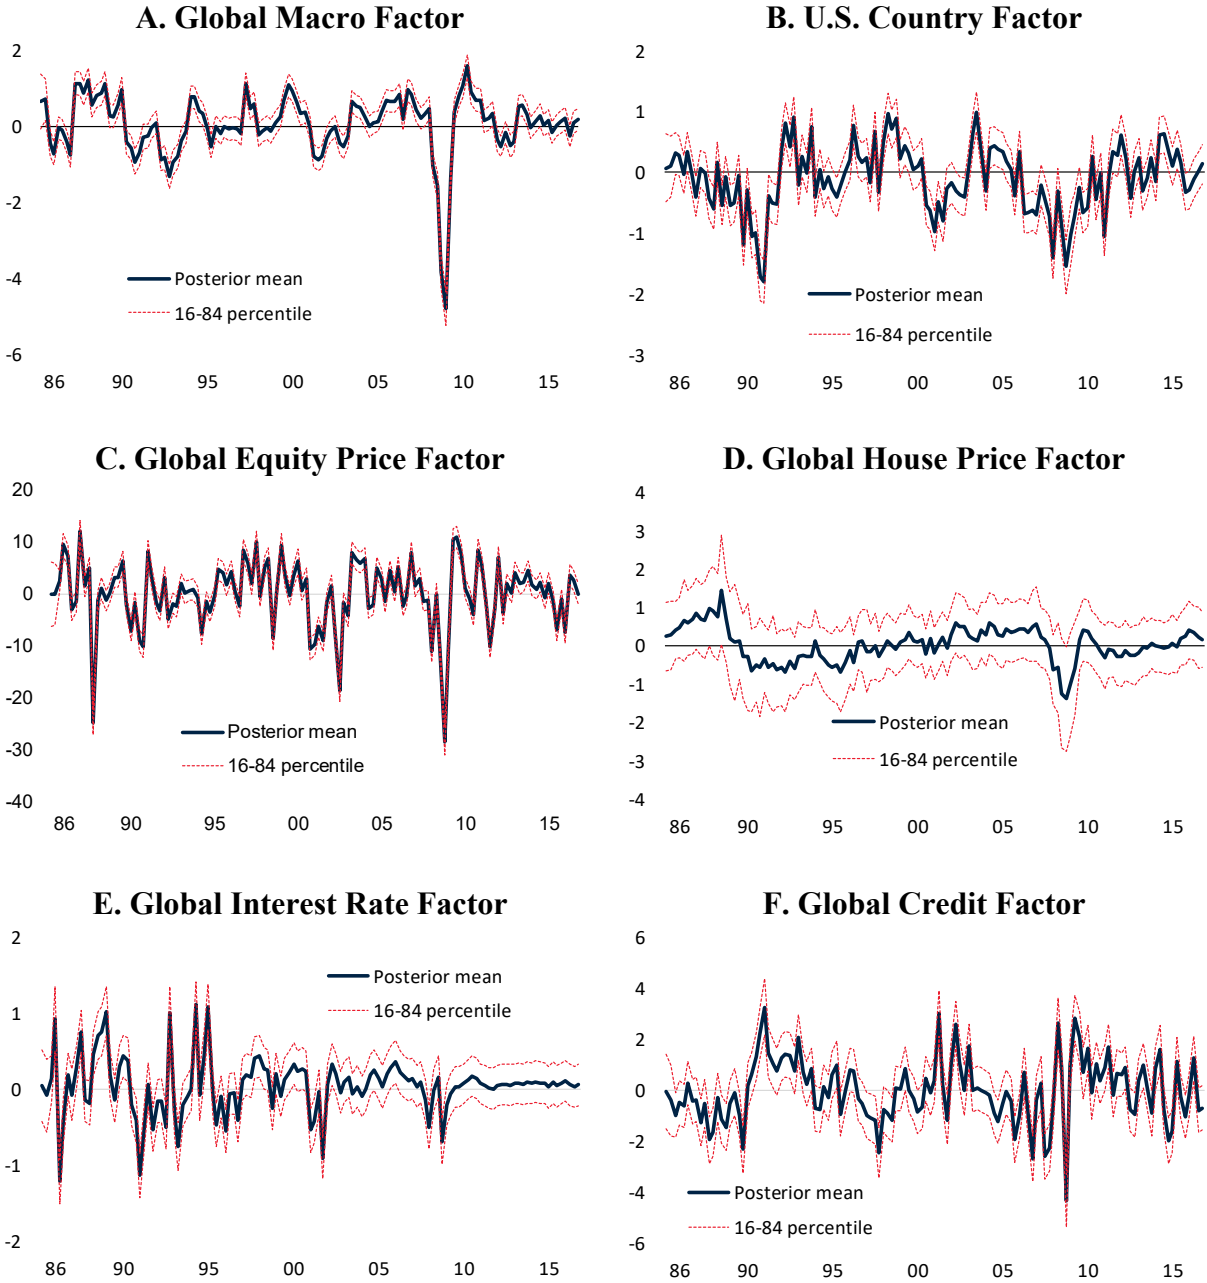 A. Global Macro Factor
2
0
-2
-4
-6
Posterior mean
16-84 percentile
86 90 95 00 05 10 15
B. U.S. Country Factor
2
1
0
-1
-2
-3
Posterior mean
16-84 percentile
86 90 95 00 05 10 15
C. Global Equity Price Factor
20
10
0
-10
-20
-30
-40
Posterior mean
16-84 percentile
86 90 95 00 05 10 15
D. Global House Price Factor
4
3
2
1
0
-1
-2
-3
-4
Posterior mean
16-84 percentile
86 90 95 00 05 10 15
E. Global Interest Rate Factor
2
1
0
-1
-2
Posterior mean
16-84 percentile
86 90 95 00 05 10 15
F. Global Credit Factor
6
4
2
0
-2
-4
-6
Posterior mean
16-84 percentile
86 90 95 00 05 10 15